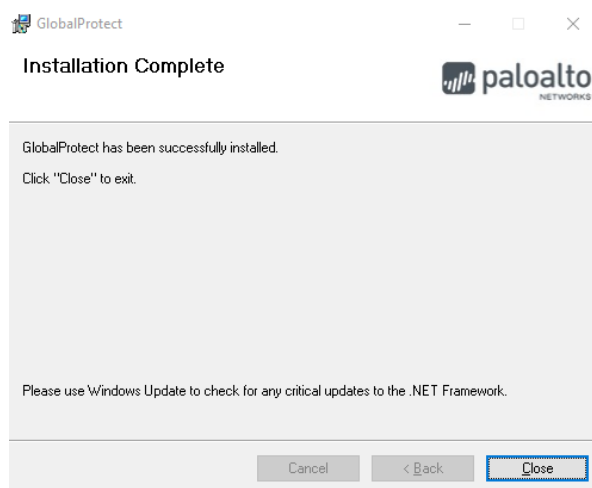 GlobalProtect
Installation Complete
paloalto
NETWORKS
GlobalProtect has been successfully installed.
Click "Close" to exit.
Please use Windows Update to check for any critical updates to the .NET Framework.
Cancel
< Back
Close